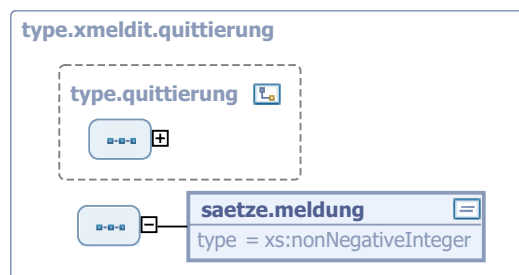 type.xmeldit.quittierung
type.quittierung
saetze.meldung
type = xs:nonNegativeInteger